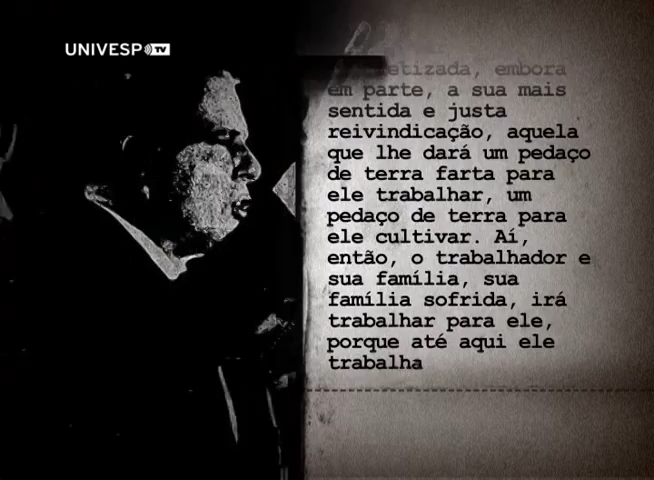 UNIVESP TV
etizada, embora
em parte, a sua mais
sentida e justa
reivindicação, aquela
que lhe dará um pedaço
de terra farta para
ele trabalhar, um
pedaço de terra para
ele cultivar. Aí,
então, o trabalhador e
sua família, sua
família sofrida, irá
trabalhar para ele,
porque até aqui ele
trabalha